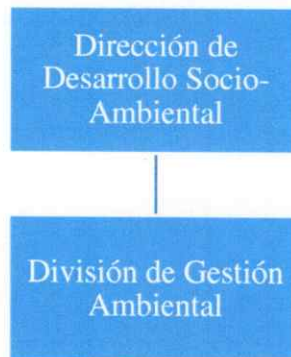 Dirección de
Desarrollo Socio-
Ambiental
División de Gestión
Ambiental